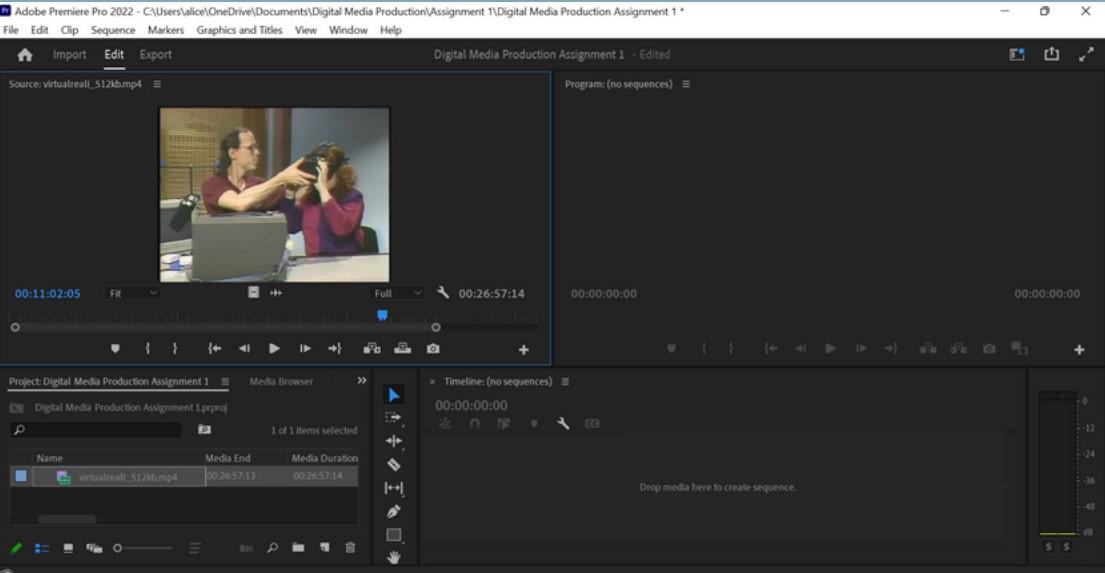 Pr Adobe Premiere Pro 2022 - C:\Users\alice\OneDrive\Documents\Digital Media Production\Assignment 1\Digital Media Production Assignment 1 *
File Edit Clip Sequence Markers Graphics and Titles View Window Help
Import Edit Export
Digital Media Production Assignment 1 - Edited
Source: virtualreali_512kb.mp4
00:11:02:05 Fit Full 00:26:57:14
Program: (no sequences)
00:00:00:00 00:00:00:00
Project: Digital Media Production Assignment 1 Media Browser
Digital Media Production Assignment 1.prproj
1 of 1 items selected
Name Media End Media Duration
virtualreali_512kb.mp4 00:26:57:13 00:26:57:14
Timeline: (no sequences)
00:00:00:00
Drop media here to create sequence.
0
-12
-24
-36
-48
dB
S S